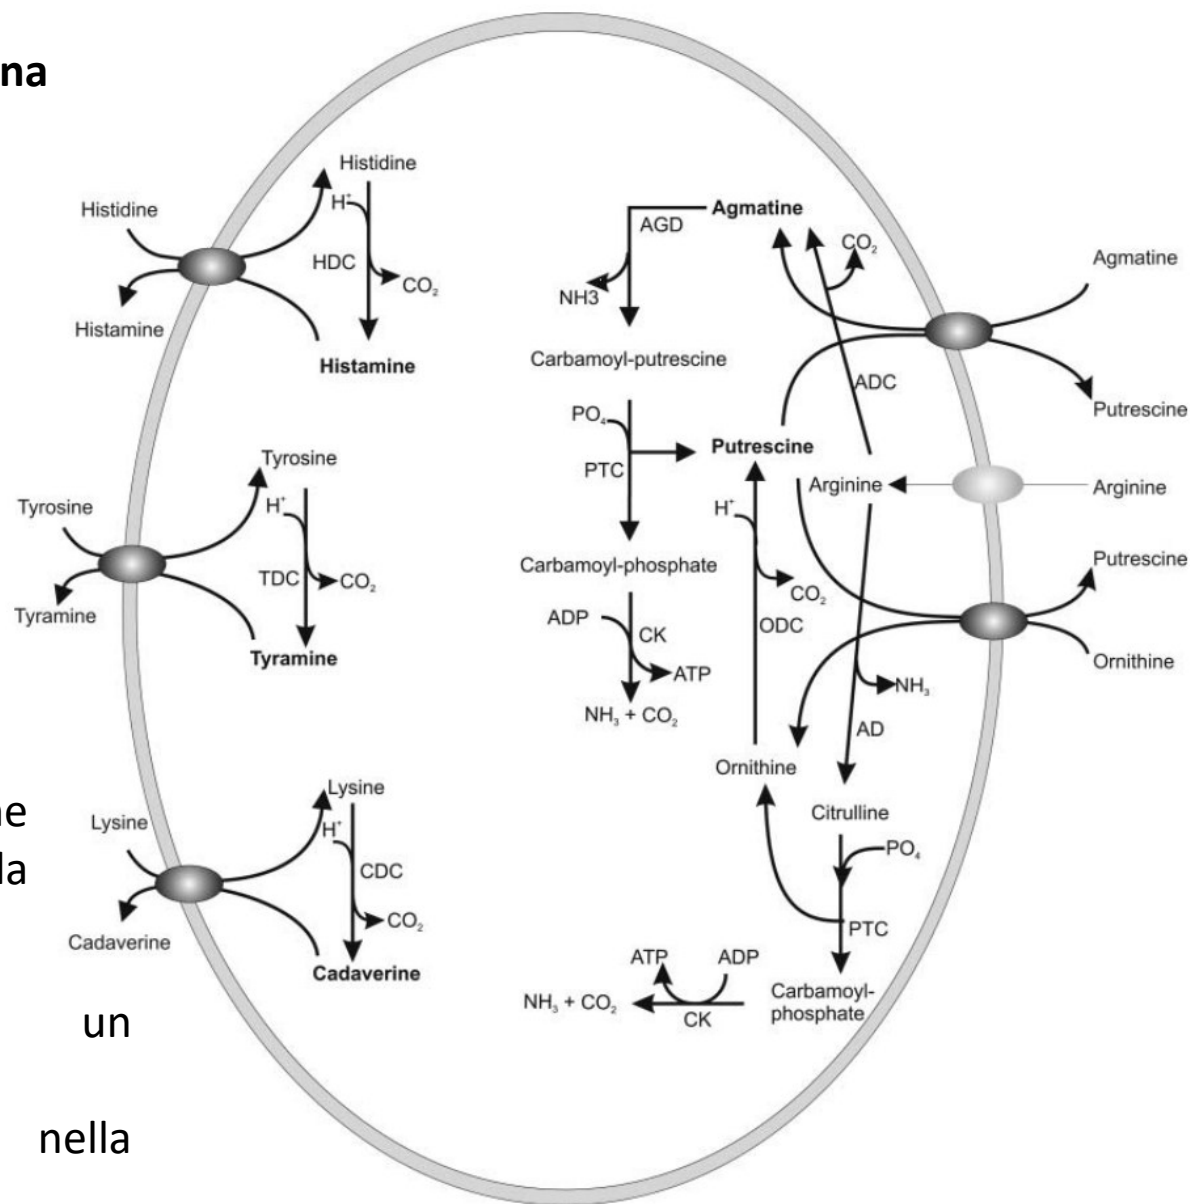 na
Histidine
Histidine
H+
HDC
CO2
Histamine
Histamine
Tyrosine
Tyrosine
H+
TDC
CO2
Tyramine
Tyramine
ne
la
Lysine
Lysine
H+
CDC
CO2
Cadaverine
Cadaverine
un
nella
Agmatine
AGD
NH3
CO2
Agmatine
Carbamoyl-putrescine
ADC
Putrescine
PO4
Putrescine
PTC
Arginine
Arginine
H+
Carbamoyl-phosphate
CO2
Putrescine
ADP
CK
ODC
ATP
Ornithine
NH3 + CO2
NH3
AD
Ornithine
Citrulline
PO4
PTC
ATP
ADP
NH3 + CO2
CK
Carbamoyl-
phosphate